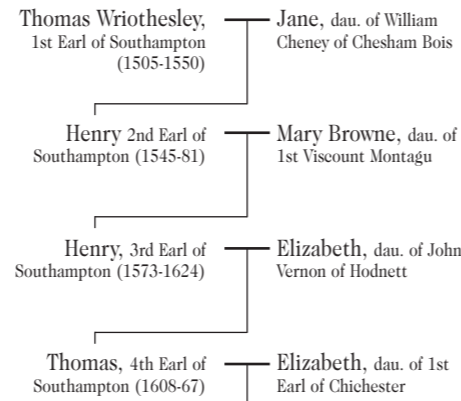 Thomas Wriothesley,
1st Earl of Southampton
(1505-1550)
Jane, dau. of William
Cheney of Chesham Bois
Henry 2nd Earl of
Southampton (1545-81)
Mary Browne, dau. of
1st Viscount Montagu
Henry, 3rd Earl of
Southampton (1573-1624)
Elizabeth, dau. of John
Vernon of Hodnett
Thomas, 4th Earl of
Southampton (1608-67)
Elizabeth, dau. of 1st
Earl of Chichester